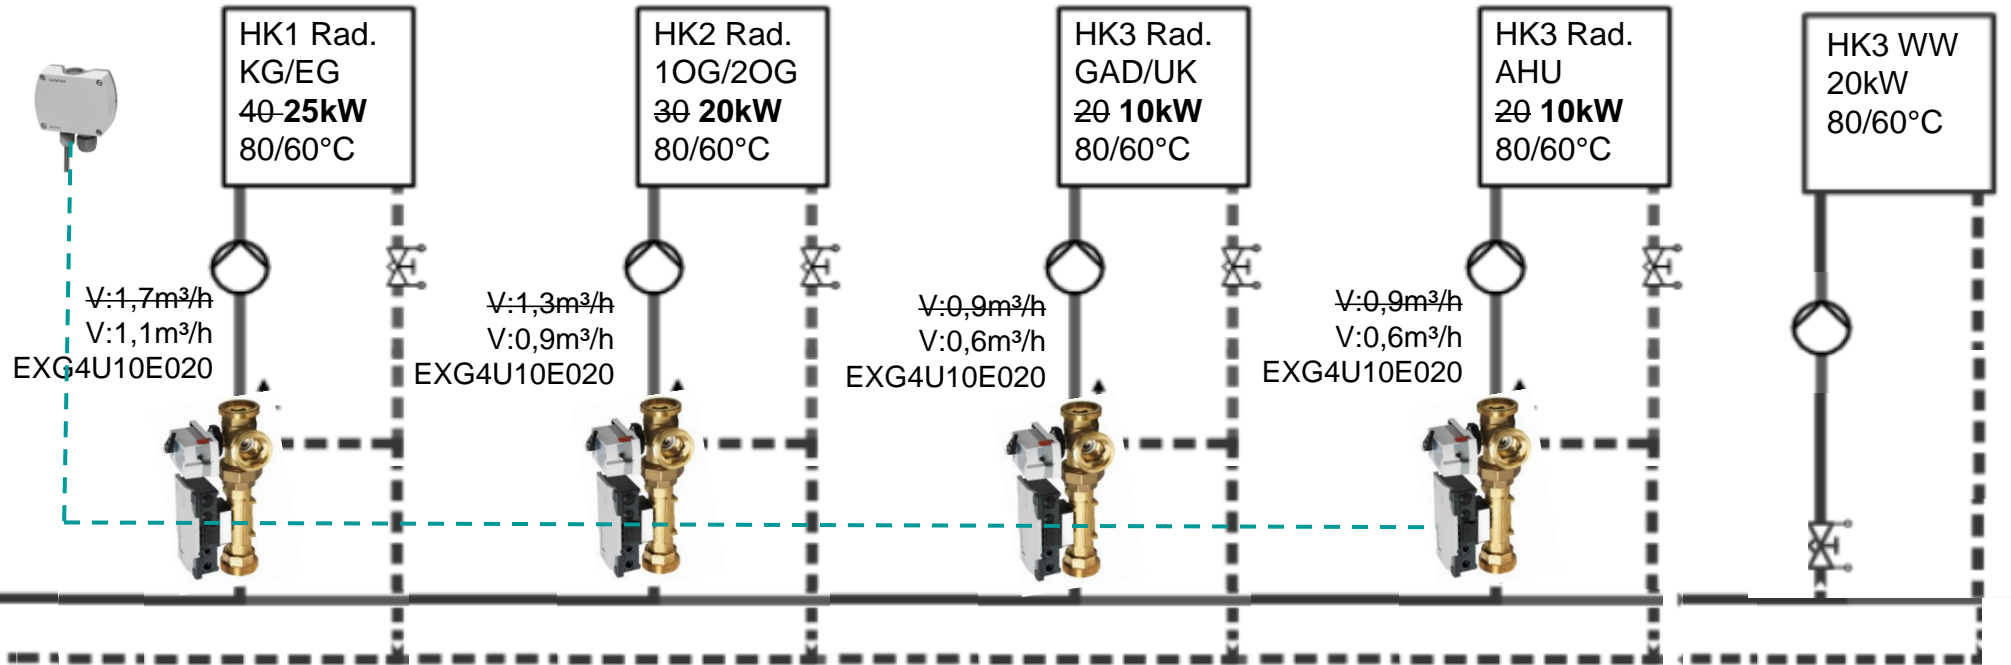 HK1 Rad.
KG/EG
40 25kW
80/60°C
HK2 Rad.
1OG/2OG
30 20kW
80/60°C
HK3 Rad.
GAD/UK
20 10kW
80/60°C
HK3 Rad.
AHU
20 10kW
80/60°C
HK3 WW
20kW
80/60°C
V:1,7m³/h
V:1,1m³/h
EXG4U10E020
V:1,3m³/h
V:0,9m³/h
EXG4U10E020
V:0,9m³/h
V:0,6m³/h
EXG4U10E020
V:0,9m³/h
V:0,6m³/h
EXG4U10E020